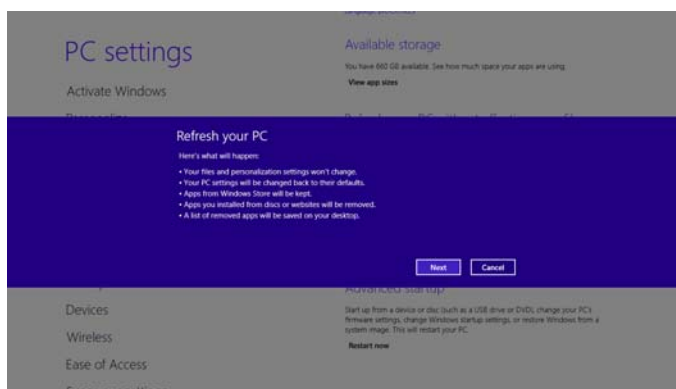 PC settings
Activate Windows
Available storage
You have 660 GB available. See how much space your apps are using.
View app sizes
Refresh your PC
Here's what will happen:
• Your files and personalization settings won't change.
• Your PC settings will be changed back to their defaults.
• Apps from Windows Store will be kept.
• Apps you installed from discs or websites will be removed.
• A list of removed apps will be saved on your desktop.
Next
Cancel
Devices
Wireless
Ease of Access
Advanced startup
Start up from a device or disc (such as a USB drive or DVD), change your PC's
firmware settings, change Windows startup settings, or restore Windows from a
system image. This will restart your PC.
Restart now